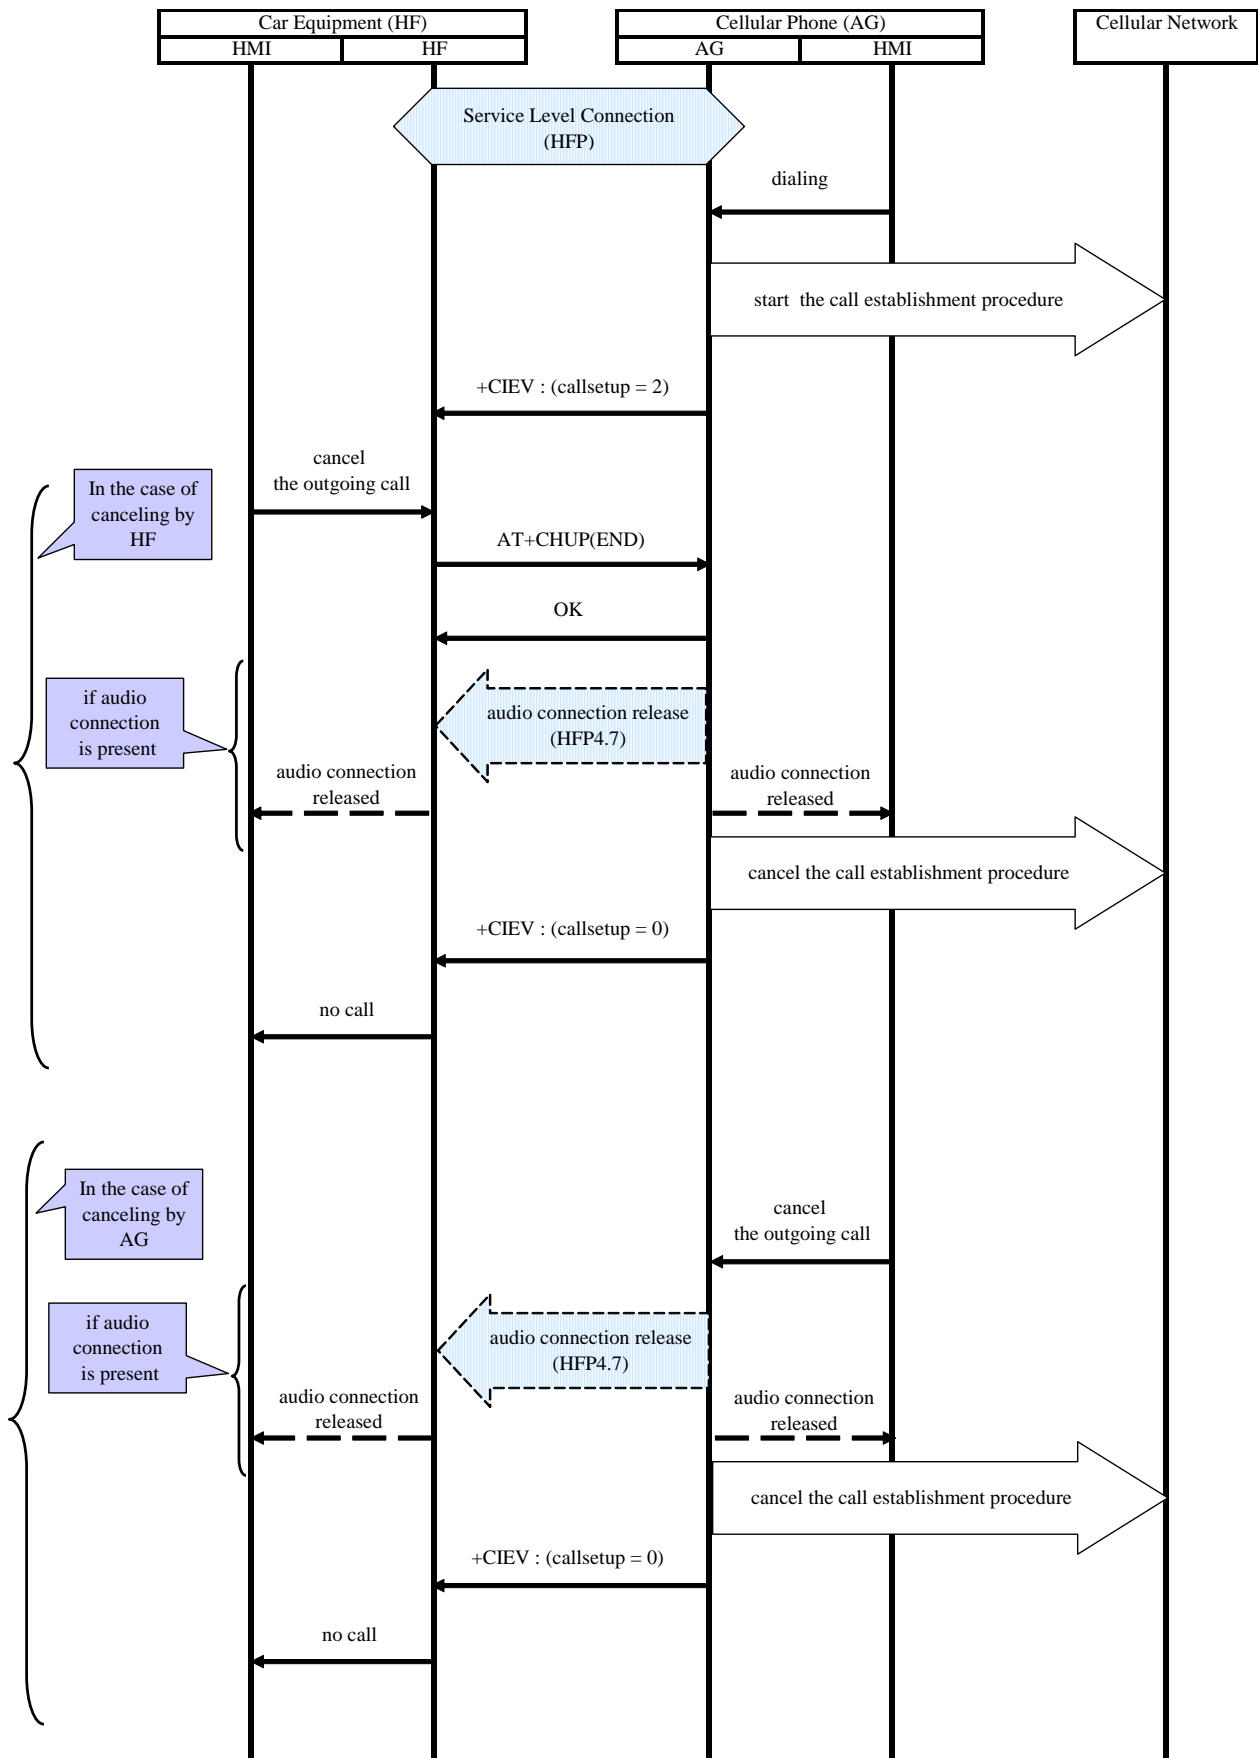 Car Equipment (HF)
Cellular Phone (AG)
Cellular Network
HMI
HF
AG
HMI
Service Level Connection
(HFP)
dialing
start the call establishment procedure
+CIEV : (callsetup = 2)
cancel
the outgoing call
In the case of
canceling by
HF
AT+CHUP(END)
OK
if audio
connection
is present
audio connection release
(HFP4.7)
audio connection
released
audio connection
released
cancel the call establishment procedure
+CIEV : (callsetup = 0)
no call
In the case of
canceling by
AG
cancel
the outgoing call
if audio
connection
is present
audio connection release
(HFP4.7)
audio connection
released
audio connection
released
cancel the call establishment procedure
+CIEV : (callsetup = 0)
no call